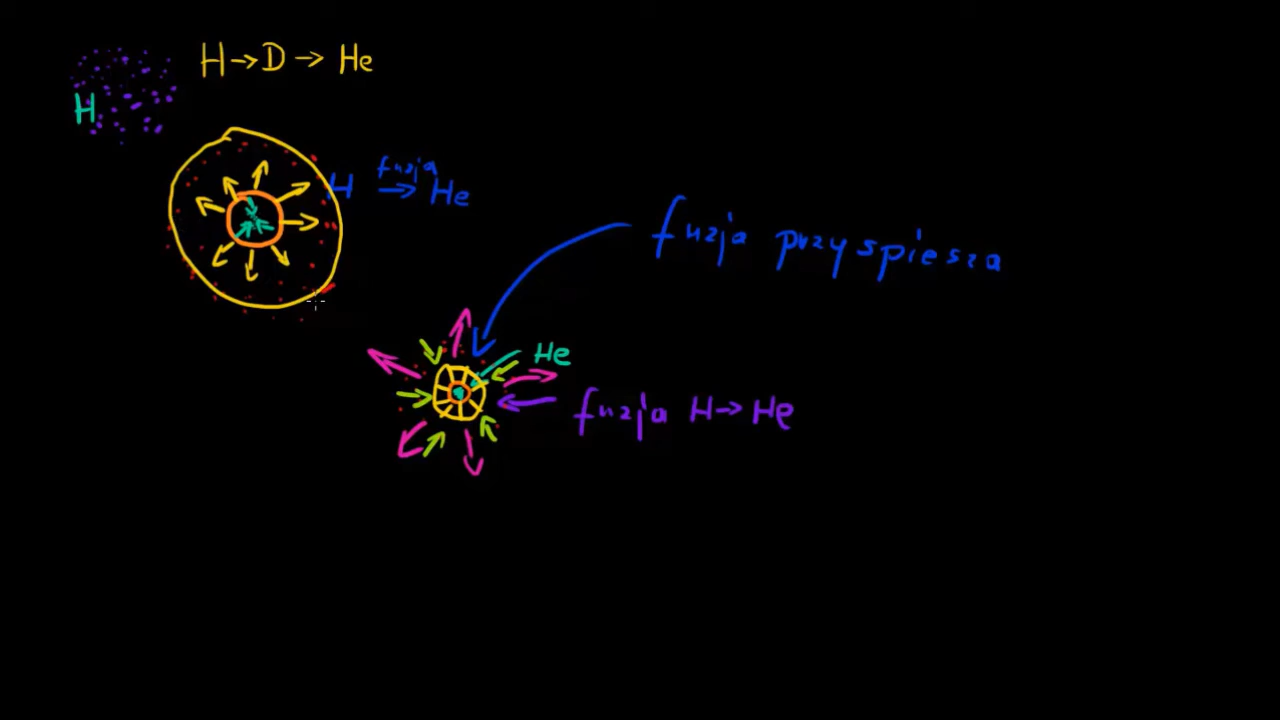 H→D→He
H
H fuzja→ He
fuzja przyspiesza
He
fuzja H→He